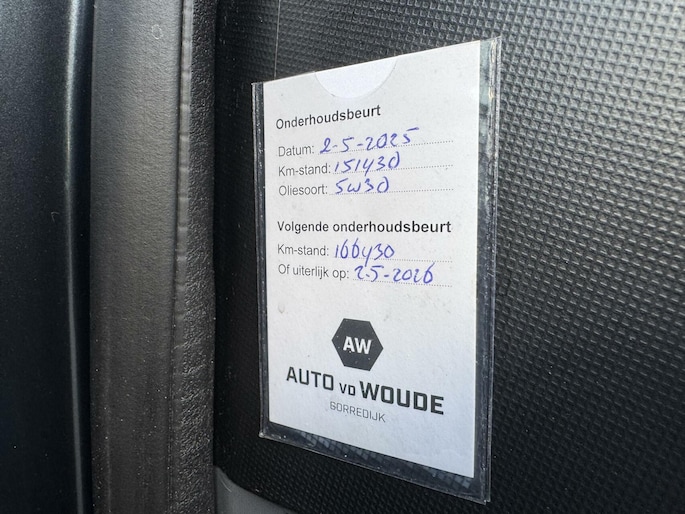 Onderhoudsbeurt
Datum: 2-5-2025
Km-stand: 151430
Oliesoort: 5W30
Volgende onderhoudsbeurt
Km-stand: 166430
Of uiterlijk op: 2-5-2026
AW
AUTO VD WOUDE
GORREDIJK